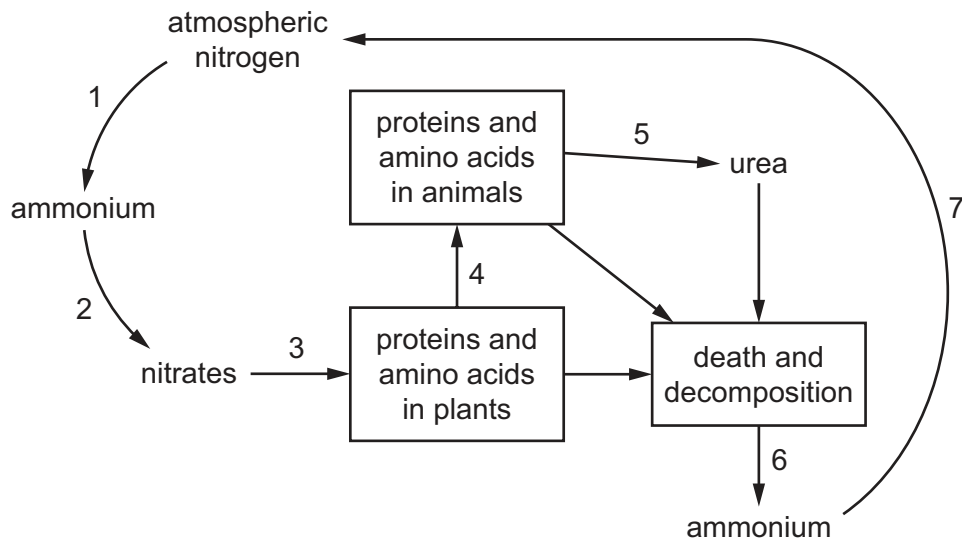 atmospheric
nitrogen
1
ammonium
2
nitrates
3
proteins and
amino acids
in animals
4
proteins and
amino acids
in plants
5
urea
death and
decomposition
6
ammonium
7